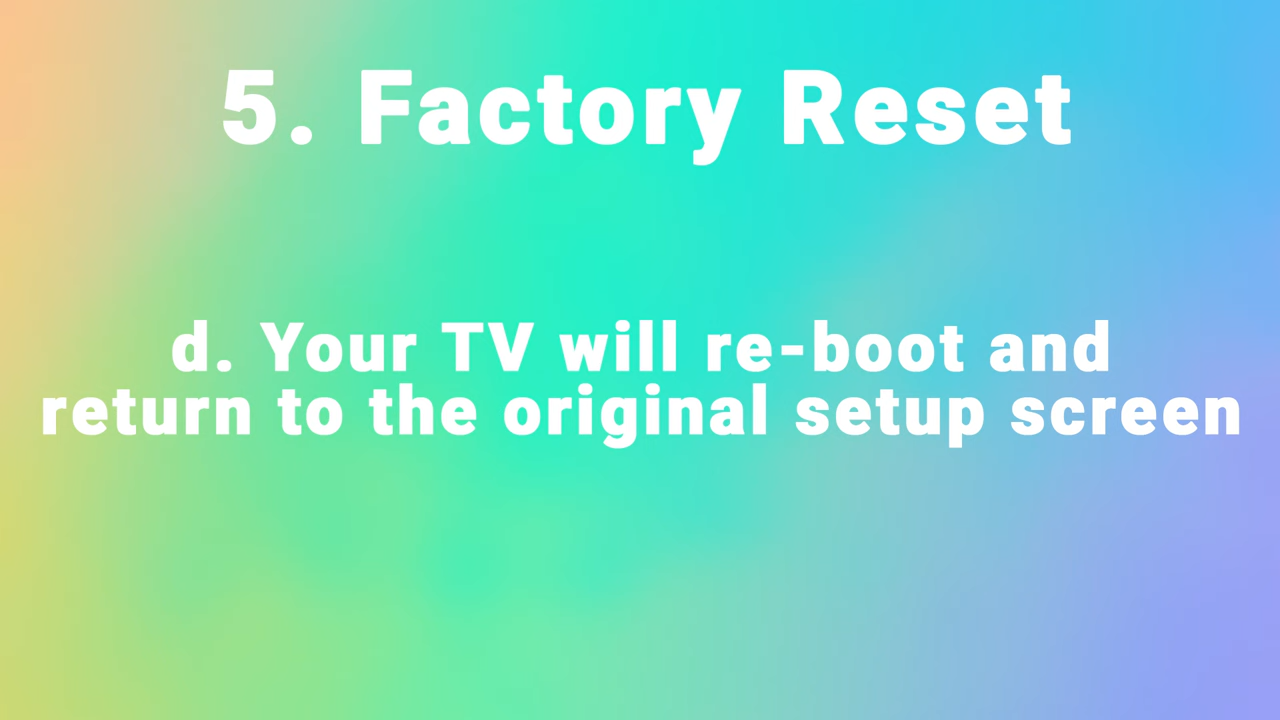 5. Factory Reset
d. Your TV will re-boot and
return to the original setup screen